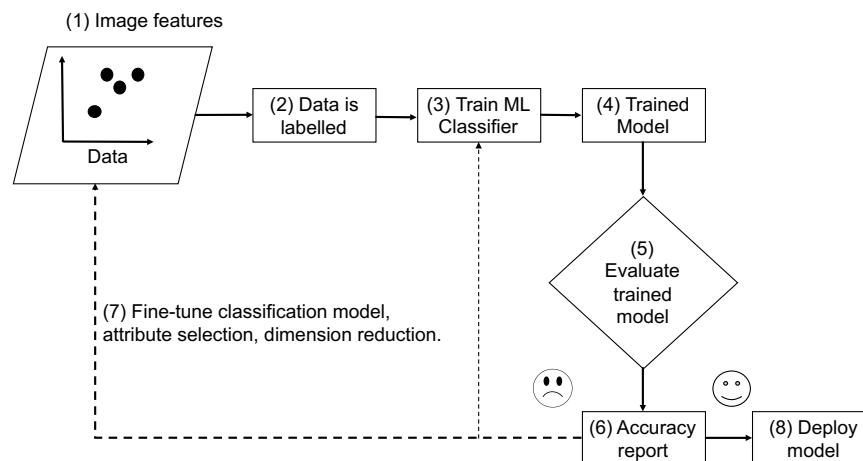 (1) Image features
Data
(2) Data is
labelled
(3) Train ML
Classifier
(4) Trained
Model
(5)
Evaluate
trained
model
(7) Fine-tune classification model,
attribute selection, dimension reduction.
(6) Accuracy
report
(8) Deploy
model